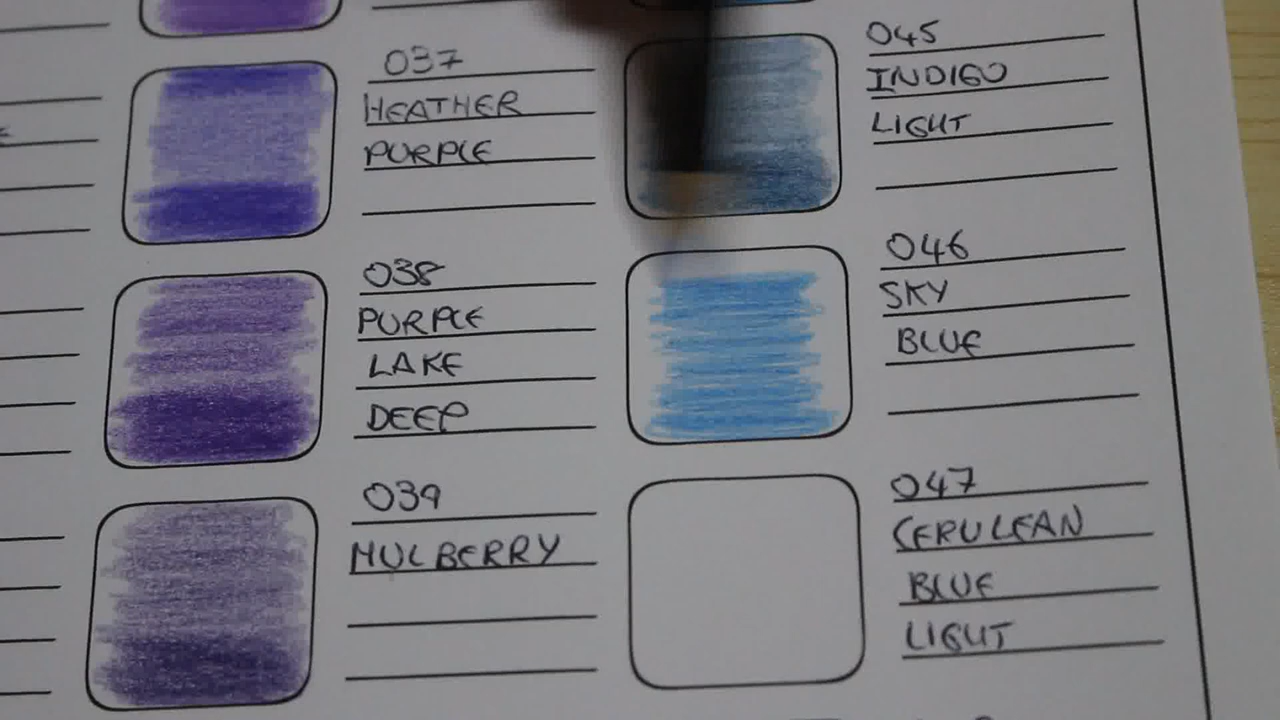 037
HEATHER
PURPLE
038
PURPLE
LAKE
DEEP
039
MULBERRY
045
INDIGO
LIGHT
046
SKY
BLUE
047
CERULEAN
BLUE
LIGHT